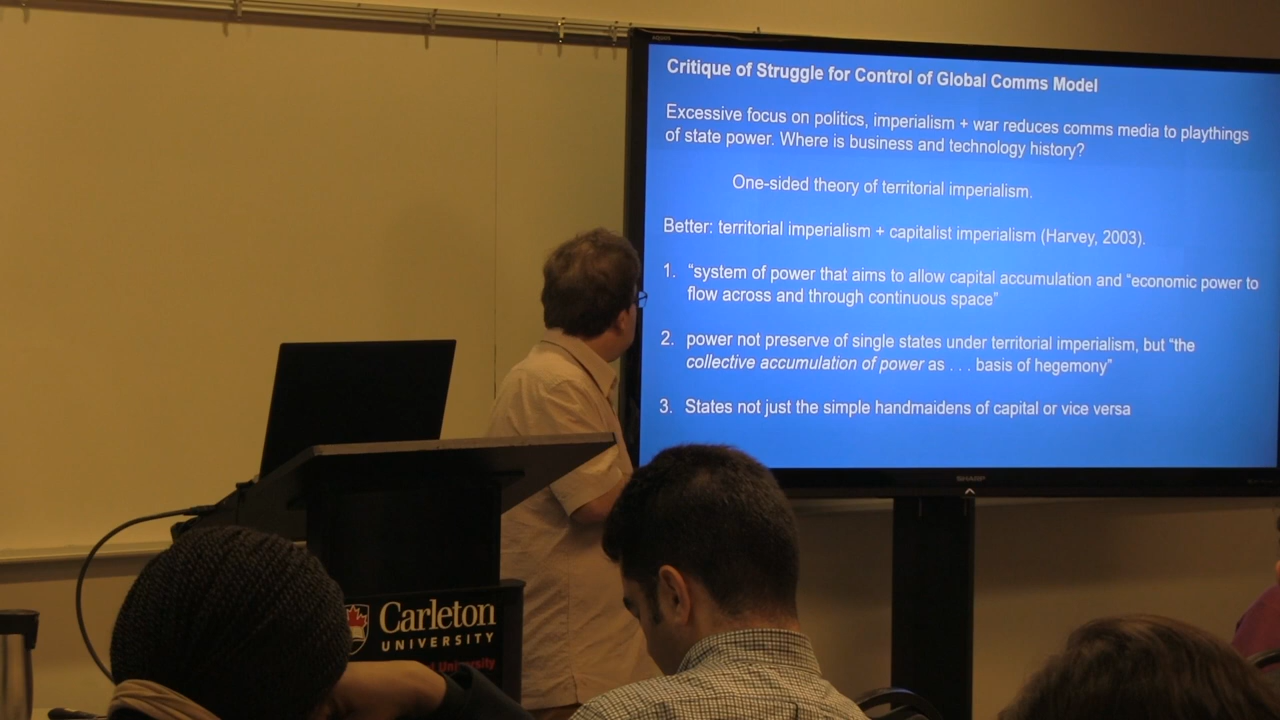 Critique of Struggle for Control of Global Comms Model
Excessive focus on politics, imperialism + war reduces comms media to playthings
of state power. Where is business and technology history?
One-sided theory of territorial imperialism.
Better: territorial imperialism + capitalist imperialism (Harvey, 2003).
1. “system of power that aims to allow capital accumulation and “economic power to
flow across and through continuous space”
2. power not preserve of single states under territorial imperialism, but “the
collective accumulation of power as . . . basis of hegemony”
3. States not just the simple handmaidens of capital or vice versa
SHARP
Carleton
UNIVERSITY
University